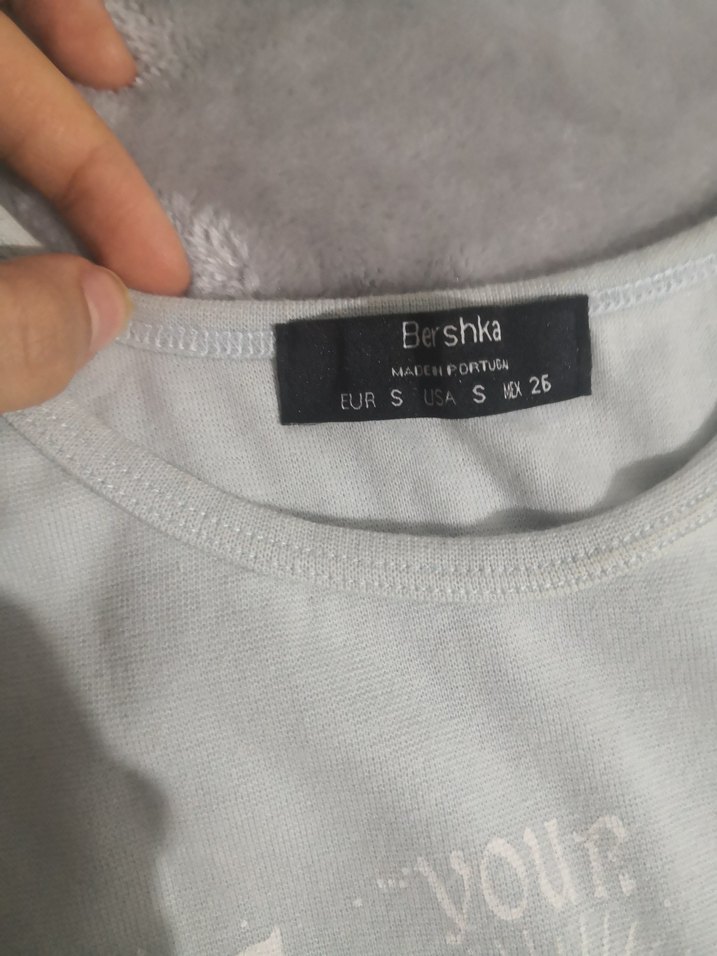 Bershka
MADE IN PORTUGAL
EUR S USA S MEX 26
YOUR